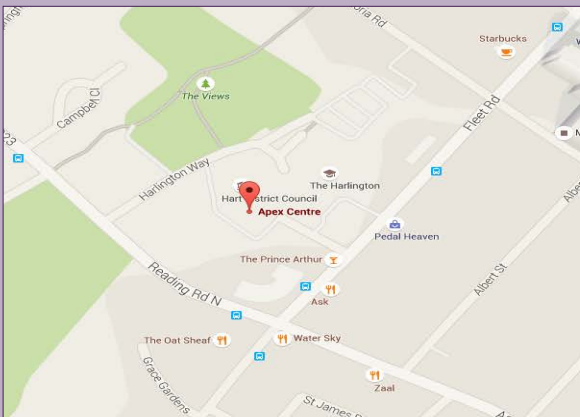 Starbucks
Fleet Rd
The Views
Campbell Cl
Harlington Way
The Harlington
Hart District Council
Apex Centre
Pedal Heaven
The Prince Arthur
Reading Rd N
Ask
Albert St
The Oat Sheaf
Water Sky
Zaal
Grace Gardens